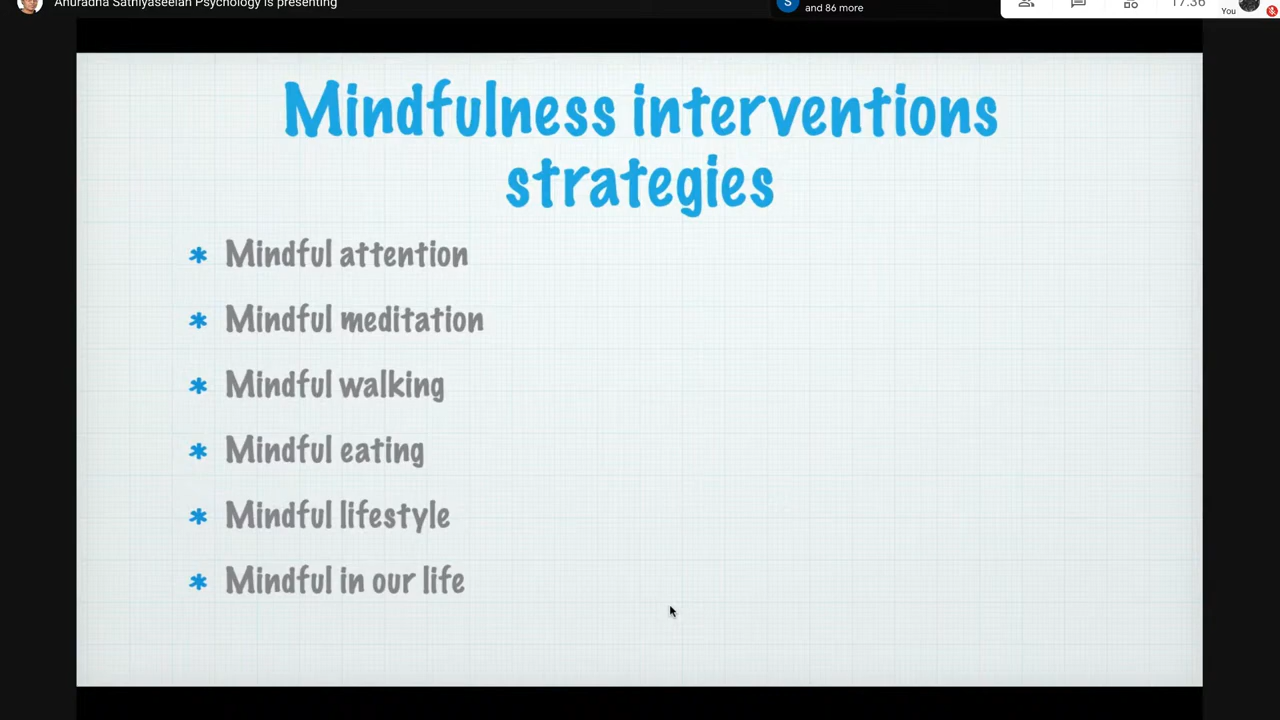 Anuradha Sathiyaseelan Psychology is presenting
S
and 86 more
17:36
You
Mindfulness interventions
strategies
* Mindful attention
* Mindful meditation
* Mindful walking
* Mindful eating
* Mindful lifestyle
* Mindful in our life